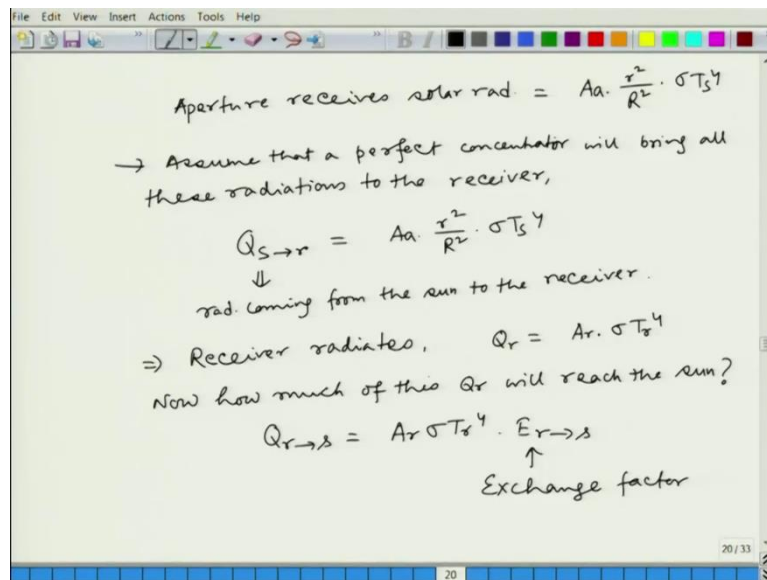 File Edit View Insert Actions Tools Help
B I
Aperture receives solar rad. = Aa. r²/R² . σTs⁴
→ Assume that a perfect concentrator will bring all
these radiations to the receiver,
Qs→r = Aa. r²/R² . σTs⁴
⇓
rad. coming from the sun to the receiver.
⇒ Receiver radiates, Qr = Ar. σTr⁴
Now how much of this Qr will reach the sun?
Qr→s = Ar σTr⁴ . Er→s
↑
Exchange factor
20/33
20